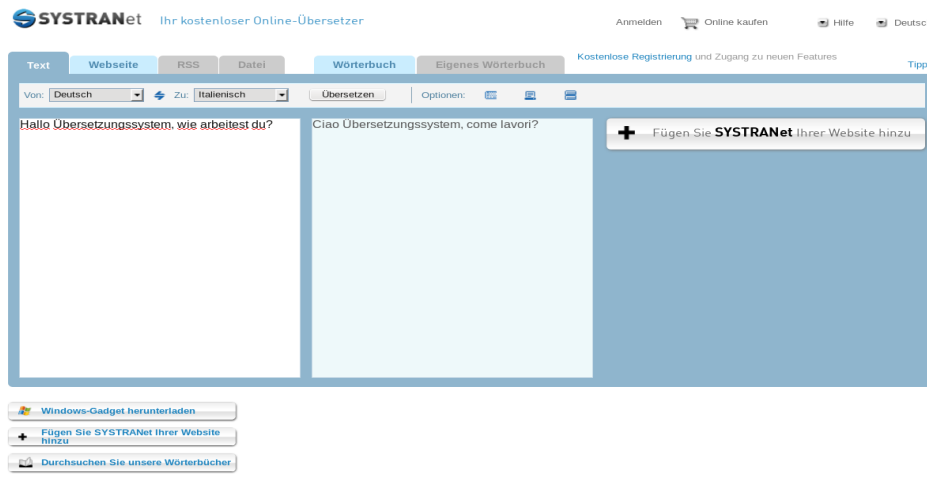 SYSTRANet Ihr kostenloser Online-Übersetzer Anmelden Online kaufen Hilfe Deutsc
Text Webseite RSS Datei Wörterbuch Eigenes Wörterbuch Kostenlose Registrierung und Zugang zu neuen Features
Tipp
Von: Deutsch Zu: Italienisch Übersetzen Optionen:
Hallo Übersetzungssystem, wie arbeitest du? Ciao Übersetzungssystem, come lavori?
Fügen Sie SYSTRANet Ihrer Website hinzu
Windows-Gadget herunterladen
Fügen Sie SYSTRANet Ihrer Website
hinzu
Durchsuchen Sie unsere Wörterbücher